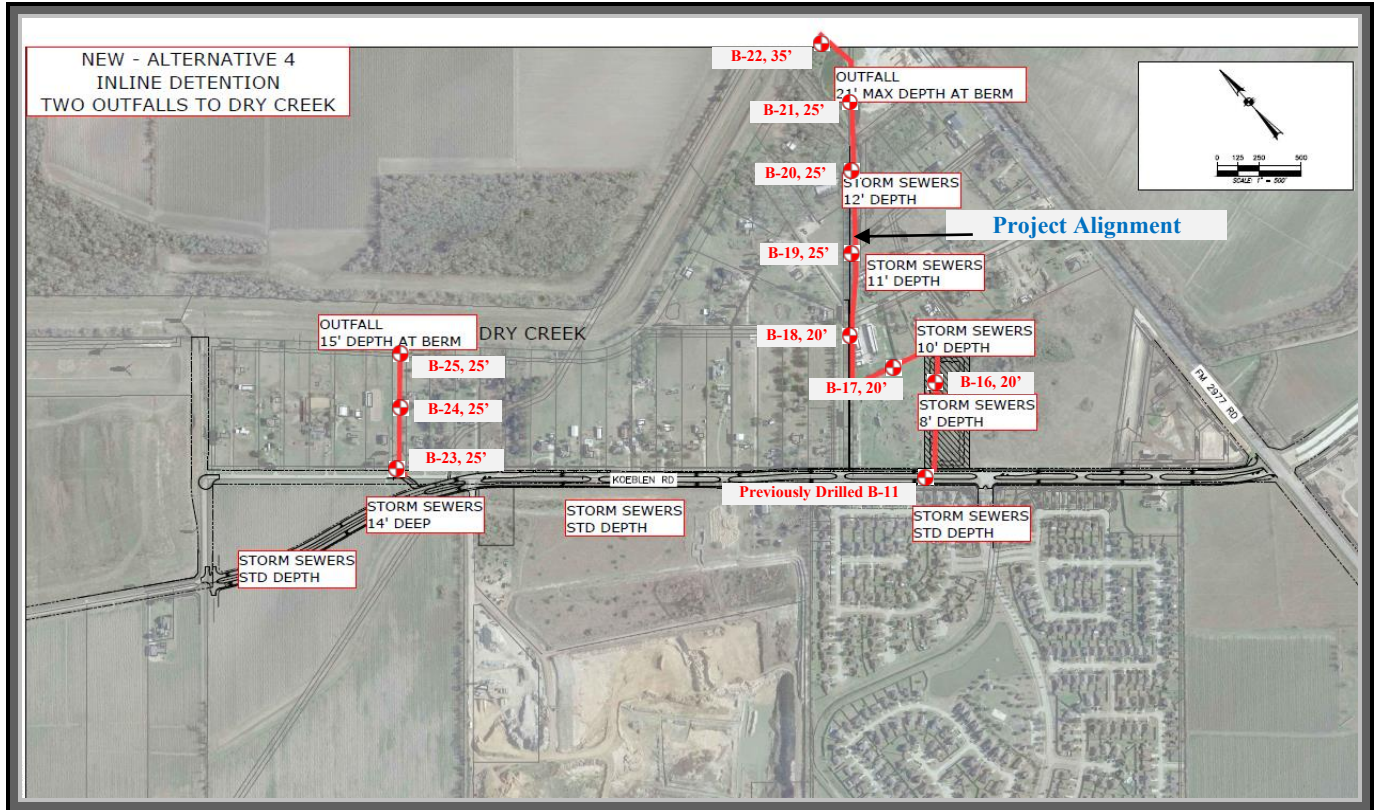 NEW - ALTERNATIVE 4
INLINE DETENTION
TWO OUTFALLS TO DRY CREEK
B-22, 35’
OUTFALL
21' MAX DEPTH AT BERM
B-21, 25’
0 125 250 500
SCALE: 1" = 500'
B-20, 25’
STORM SEWERS
12' DEPTH
Project Alignment
B-19, 25’
STORM SEWERS
11' DEPTH
OUTFALL
15' DEPTH AT BERM
DRY CREEK
B-18, 20’
STORM SEWERS
10' DEPTH
B-25, 25’
B-17, 20’
B-16, 20’
FM 2977 RD
B-24, 25’
STORM SEWERS
8' DEPTH
B-23, 25’
KOEBLEN RD
Previously Drilled B-11
STORM SEWERS
14' DEEP
STORM SEWERS
STD DEPTH
STORM SEWERS
STD DEPTH
STORM SEWERS
STD DEPTH